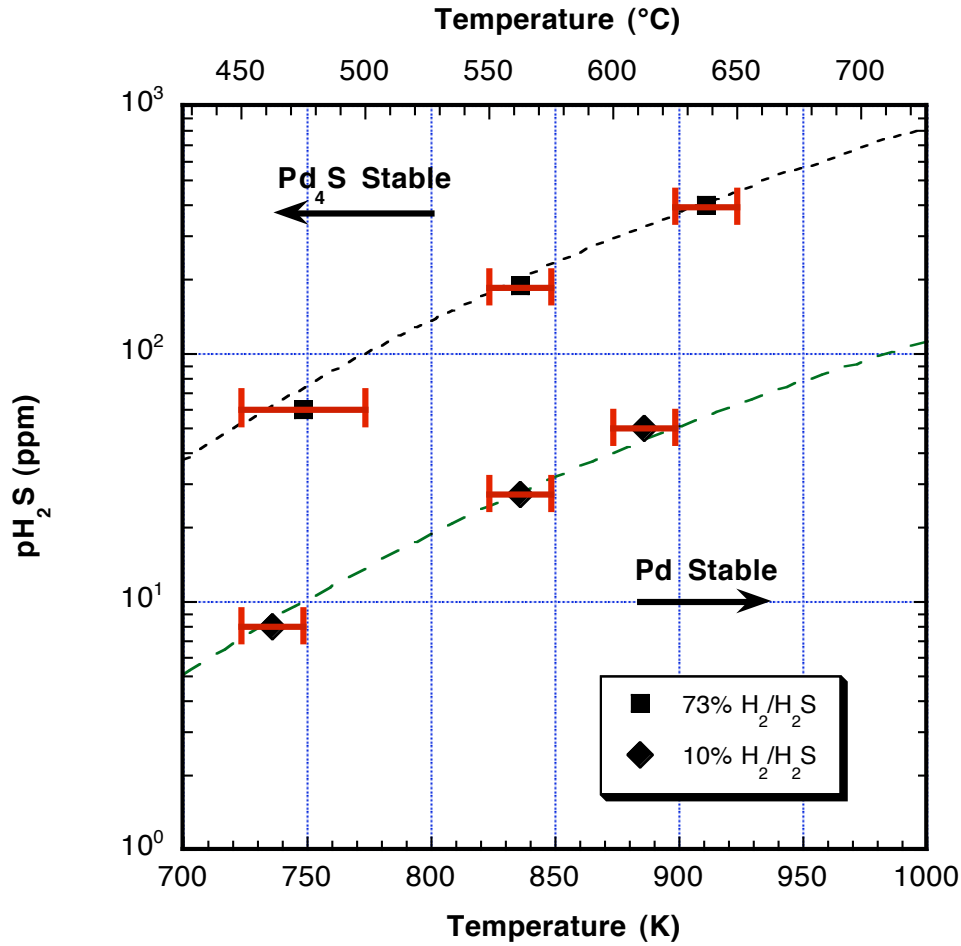 Temperature (°C)
450 500 550 600 650 700
10³
Pd₄S Stable
10²
pH₂S (ppm)
Pd Stable
10¹
73% H₂/H₂S
10% H₂/H₂S
10⁰
700 750 800 850 900 950 1000
Temperature (K)